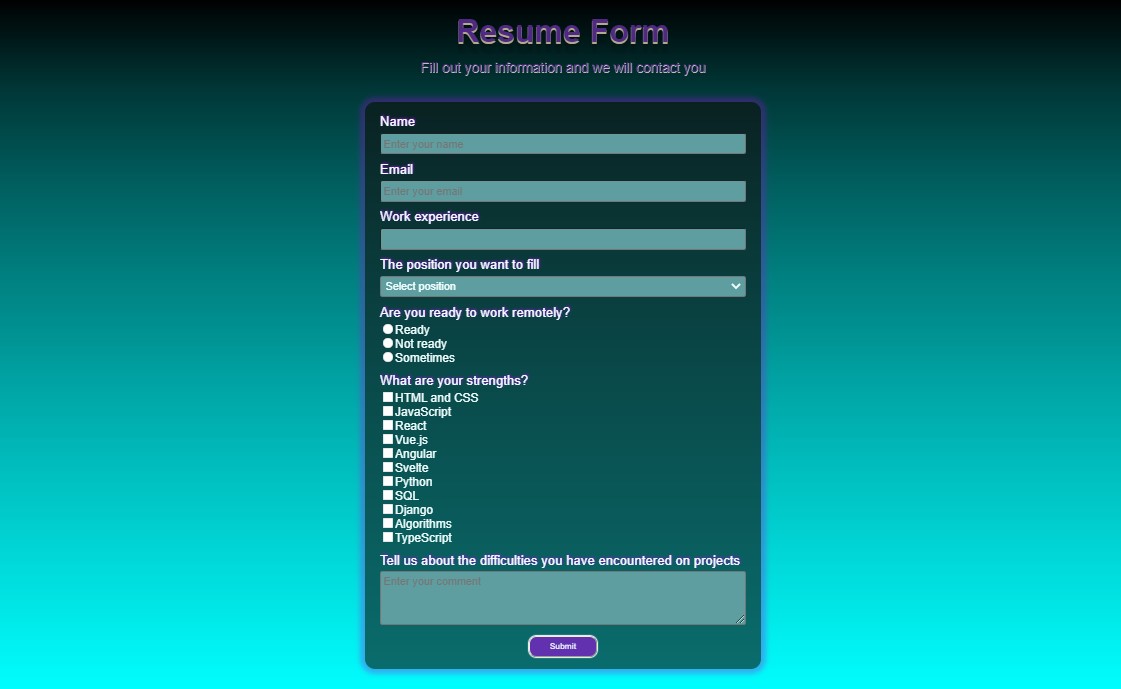 Resume Form
Fill out your information and we will contact you
Name
Enter your name
Email
Enter your email
Work experience
The position you want to fill
Select position
Are you ready to work remotely?
Ready
Not ready
Sometimes
What are your strengths?
HTML and CSS
JavaScript
React
Vue.js
Angular
Svelte
Python
SQL
Django
Algorithms
TypeScript
Tell us about the difficulties you have encountered on projects
Enter your comment
Submit